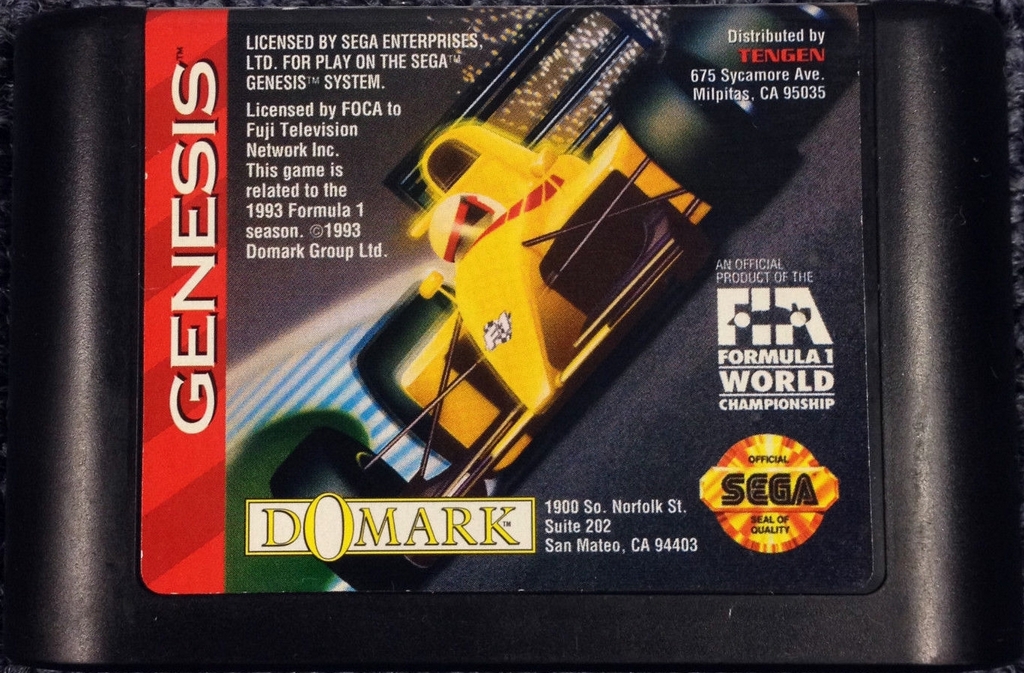 GENESIS™
LICENSED BY SEGA ENTERPRISES,
LTD. FOR PLAY ON THE SEGA™
GENESIS™ SYSTEM.
Licensed by FOCA to
Fuji Television
Network Inc.
This game is
related to the
1993 Formula 1
season. ©1993
Domark Group Ltd.
Distributed by
TENGEN
675 Sycamore Ave.
Milpitas, CA 95035
AN OFFICIAL
PRODUCT OF THE
FIA
FORMULA 1
WORLD
CHAMPIONSHIP
OFFICIAL
SEGA
SEAL OF
QUALITY
DOMARK™
1900 So. Norfolk St.
Suite 202
San Mateo, CA 94403